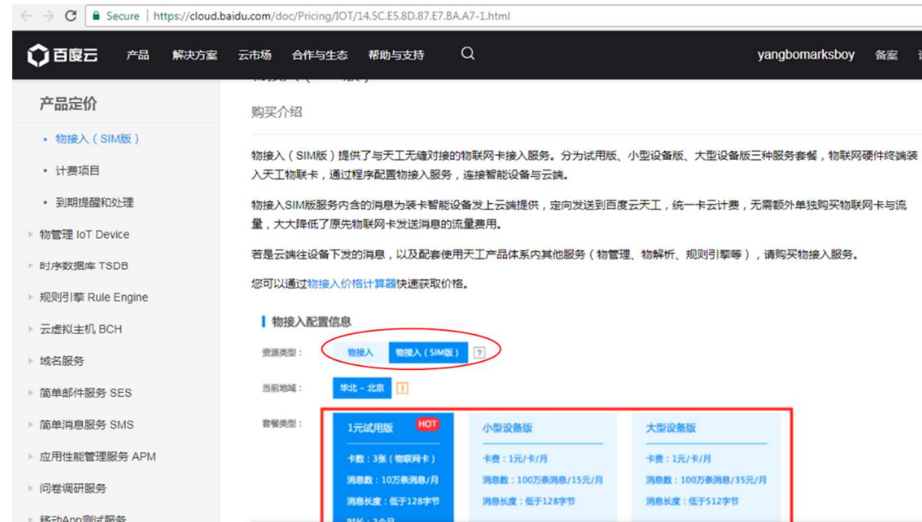 Secure | https://cloud.baidu.com/doc/Pricing/IOT/14.5C.E5.8D.87.E7.BA.A7-1.html
百度云 产品 解决方案 云市场 合作与生态 帮助与支持 yangbomarksboy 备案
产品定价
物接入（SIM版）
计费项目
到期提醒和处理
物管理 IoT Device
时序数据库 TSDB
规则引擎 Rule Engine
云虚拟主机 BCH
域名服务
简单邮件服务 SES
简单消息服务 SMS
应用性能管理服务 APM
问卷调研服务
移动App测试服务
购买介绍
物接入（SIM版）提供了与天工无缝对接的物联网卡接入服务。分为试用版、小型设备版、大型设备版三种服务套餐，物联网硬件终端装
入天工物联卡，通过程序配置物接入服务，连接智能设备与云端。
物接入SIM版服务内含的消息为装卡智能设备发上云端提供，定向发送到百度云天工，统一卡云计费，无需额外单独购买物联网卡与流
量，大大降低了原先物联网卡发送消息的流量费用。
若是云端往设备下发的消息，以及配套使用天工产品体系内其他服务（物管理、物解析、规则引擎等），请购买物接入服务。
您可以通过物接入价格计算器快速获取价格。
物接入配置信息
资源类型： 物接入 物接入（SIM版） ?
当前地域： 华北 - 北京 !
套餐类型：
1元试用版 HOT
卡数：3张（物联网卡）
消息数：10万条消息/月
消息长度：低于128字节
时长：3个月
小型设备版
卡费：1元/卡/月
消息数：100万条消息/15元/月
消息长度：低于128字节
大型设备版
卡费：1元/卡/月
消息数：100万条消息/35元/月
消息长度：低于512字节